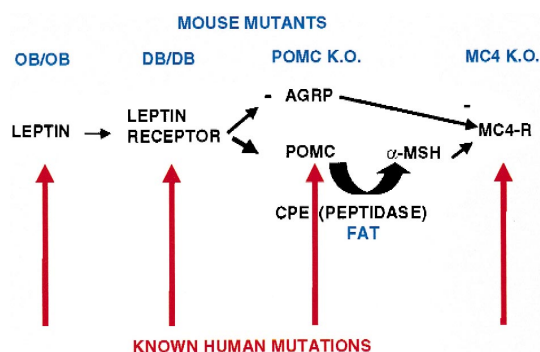 MOUSE MUTANTS
OB/OB DB/DB POMC K.O. MC4 K.O.
- AGRP -
LEPTIN
LEPTIN RECEPTOR
MC4-R
POMC α-MSH
CPE (PEPTIDASE)
FAT
KNOWN HUMAN MUTATIONS